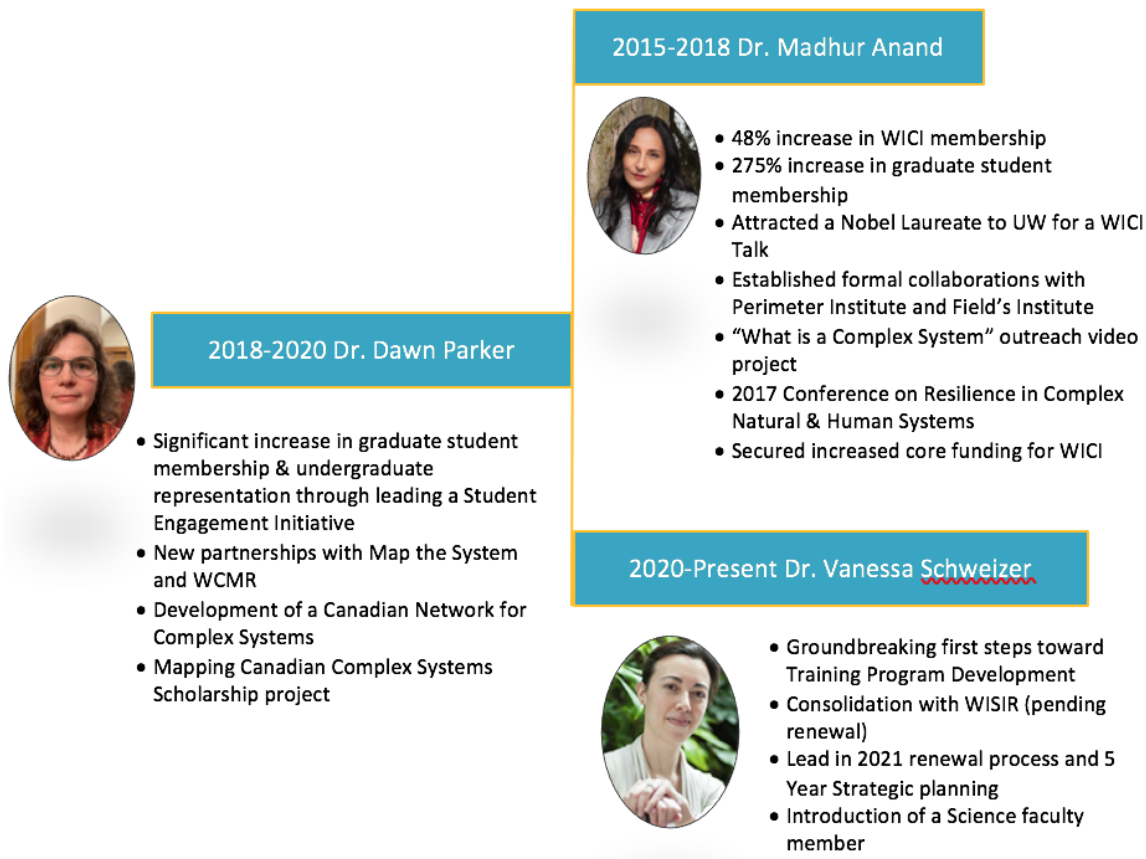 2015-2018 Dr. Madhur Anand
• 48% increase in WICI membership
• 275% increase in graduate student
membership
• Attracted a Nobel Laureate to UW for a WICI
Talk
• Established formal collaborations with
Perimeter Institute and Field's Institute
• “What is a Complex System” outreach video
project
• 2017 Conference on Resilience in Complex
Natural & Human Systems
• Secured increased core funding for WICI
2018-2020 Dr. Dawn Parker
• Significant increase in graduate student
membership & undergraduate
representation through leading a Student
Engagement Initiative
• New partnerships with Map the System
and WCMR
• Development of a Canadian Network for
Complex Systems
• Mapping Canadian Complex Systems
Scholarship project
2020-Present Dr. Vanessa Schweizer
• Groundbreaking first steps toward
Training Program Development
• Consolidation with WISIR (pending
renewal)
• Lead in 2021 renewal process and 5
Year Strategic planning
• Introduction of a Science faculty
member